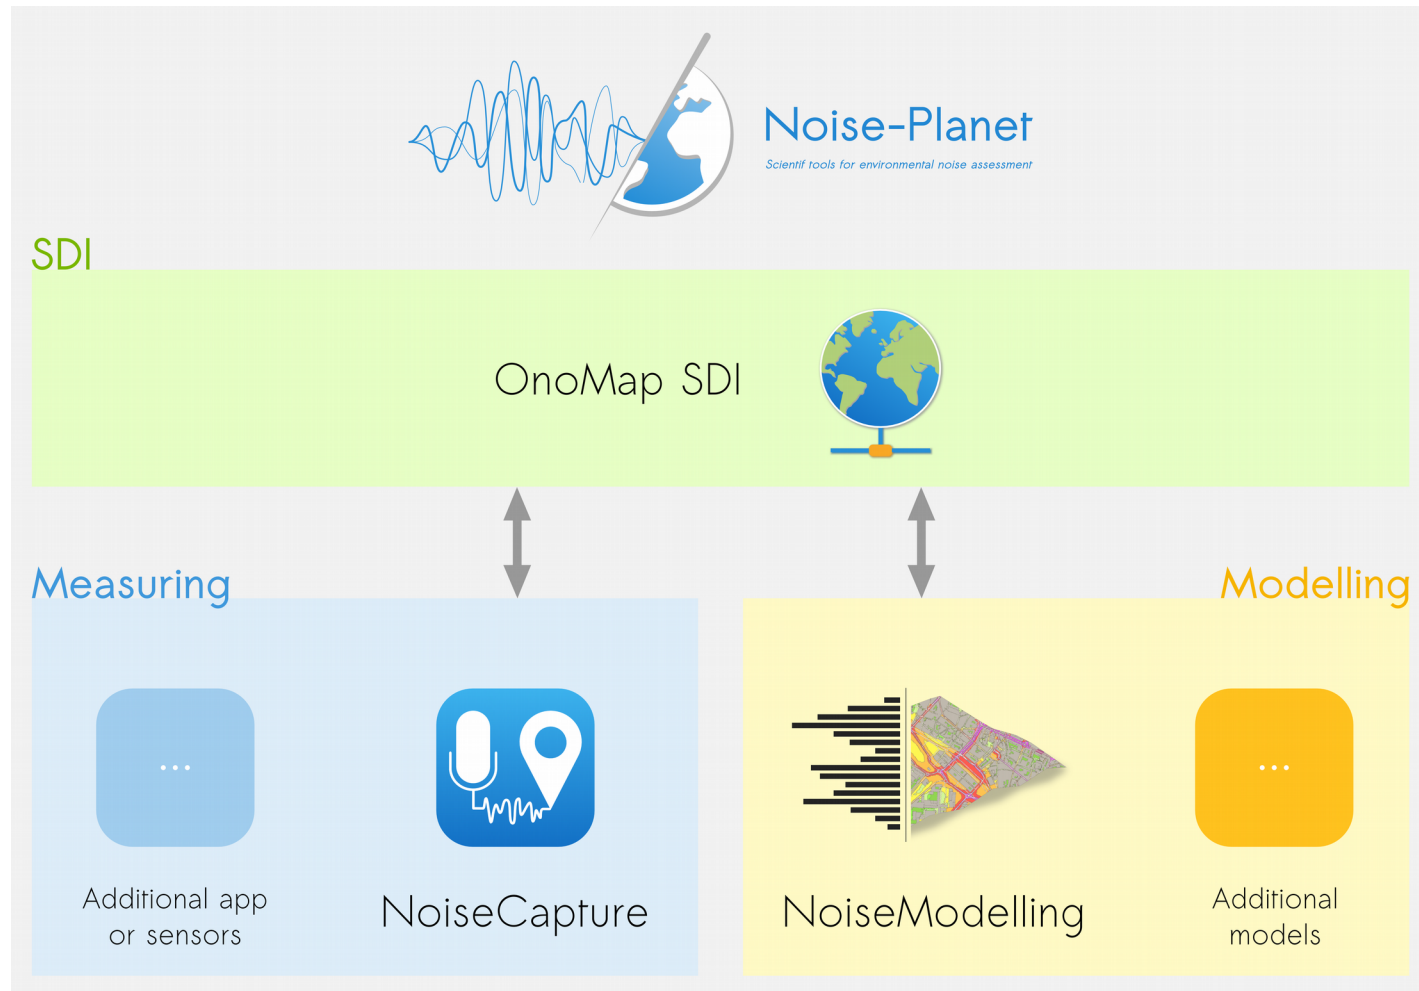 Noise-Planet
Scientif tools for environmental noise assessment
SDI
OnoMap SDI
Measuring
Modelling
...
...
Additional app
or sensors
NoiseCapture
NoiseModelling
Additional
models